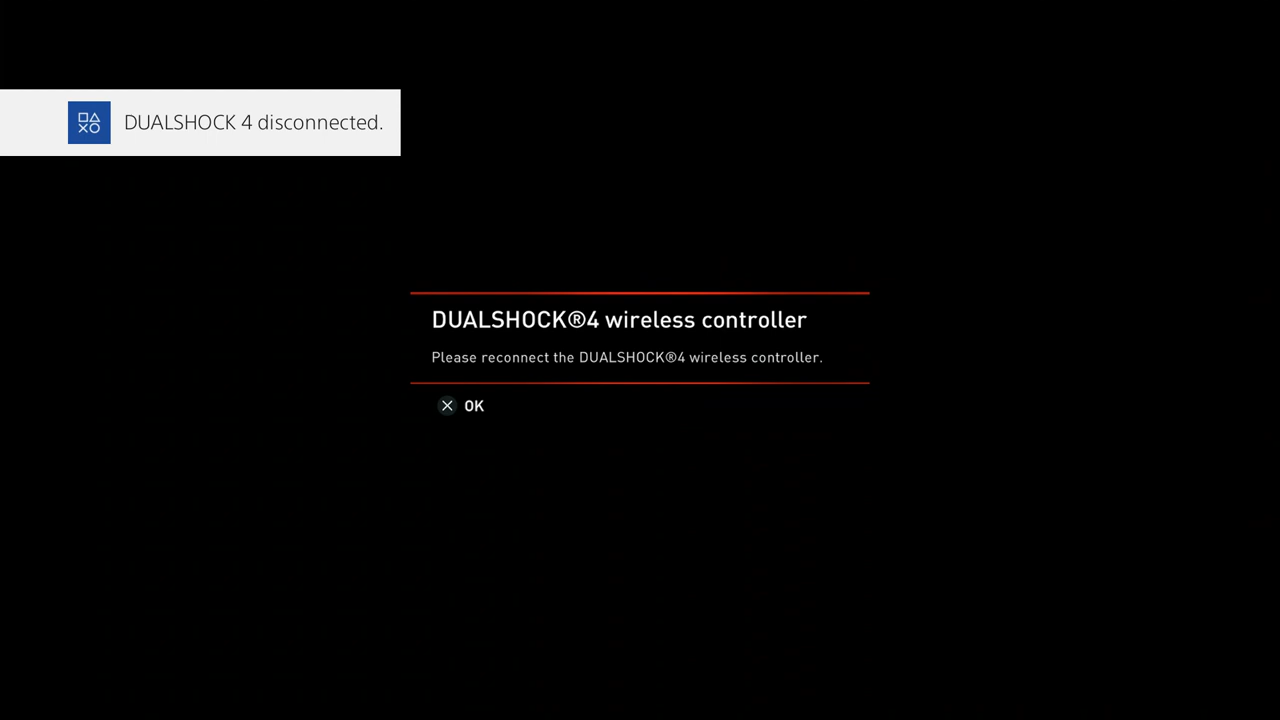 DUALSHOCK 4 disconnected.
DUALSHOCK®4 wireless controller
Please reconnect the DUALSHOCK®4 wireless controller.
OK